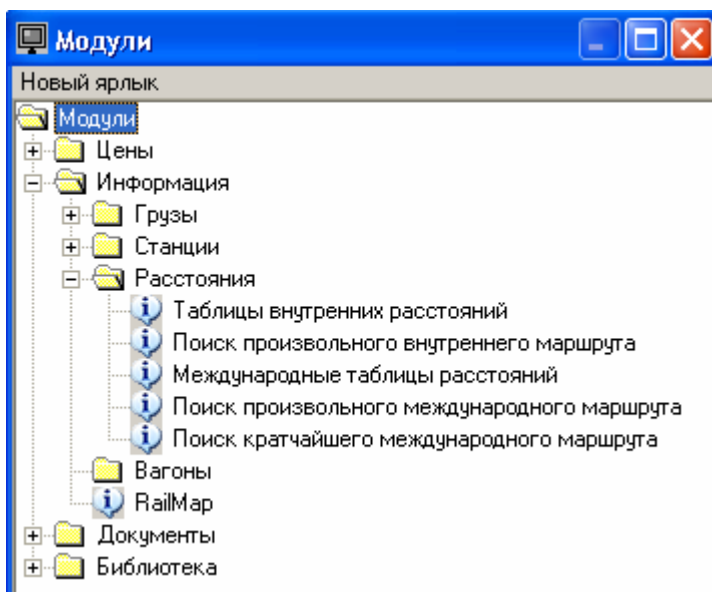 Модули
Новый ярлык
Модули
Цены
Информация
Грузы
Станции
Расстояния
Таблицы внутренних расстояний
Поиск произвольного внутреннего маршрута
Международные таблицы расстояний
Поиск произвольного международного маршрута
Поиск кратчайшего международного маршрута
Вагоны
RailMap
Документы
Библиотека